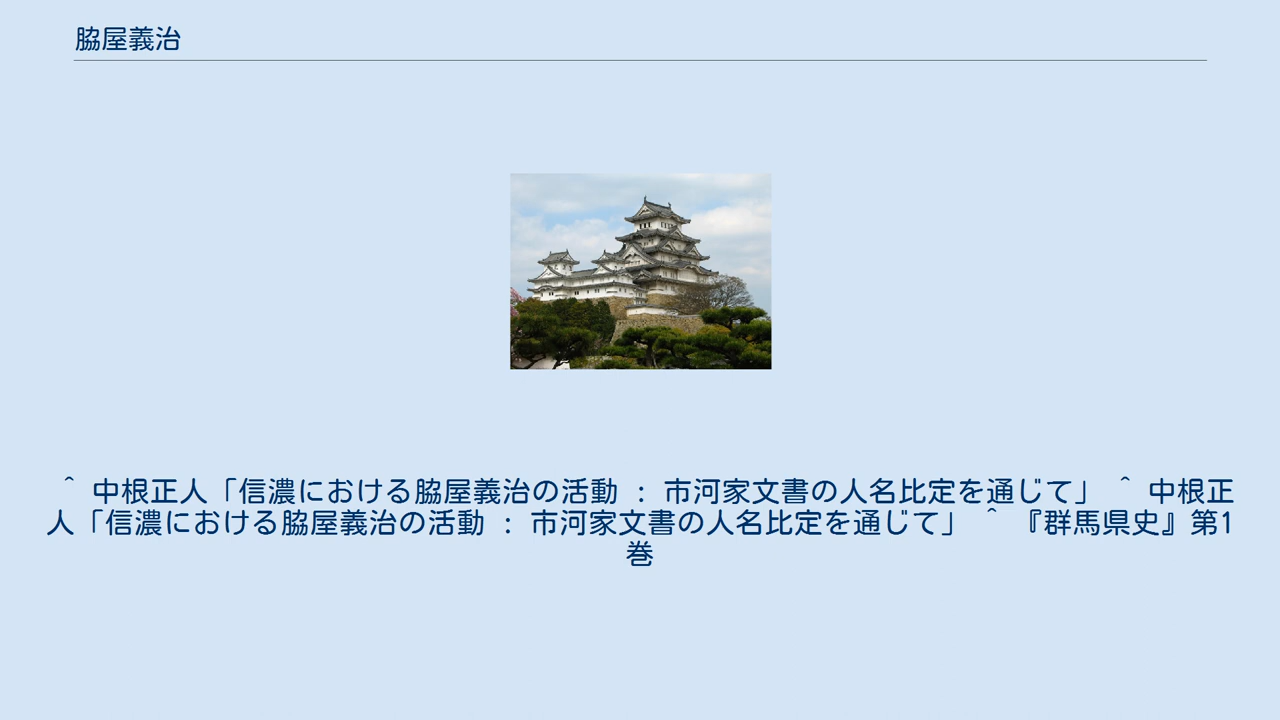 脇屋義治
＾ 中根正人「信濃における脇屋義治の活動 ： 市河家文書の人名比定を通じて」 ＾ 中根正
人「信濃における脇屋義治の活動 ： 市河家文書の人名比定を通じて」 ＾ 『群馬県史』第1
巻